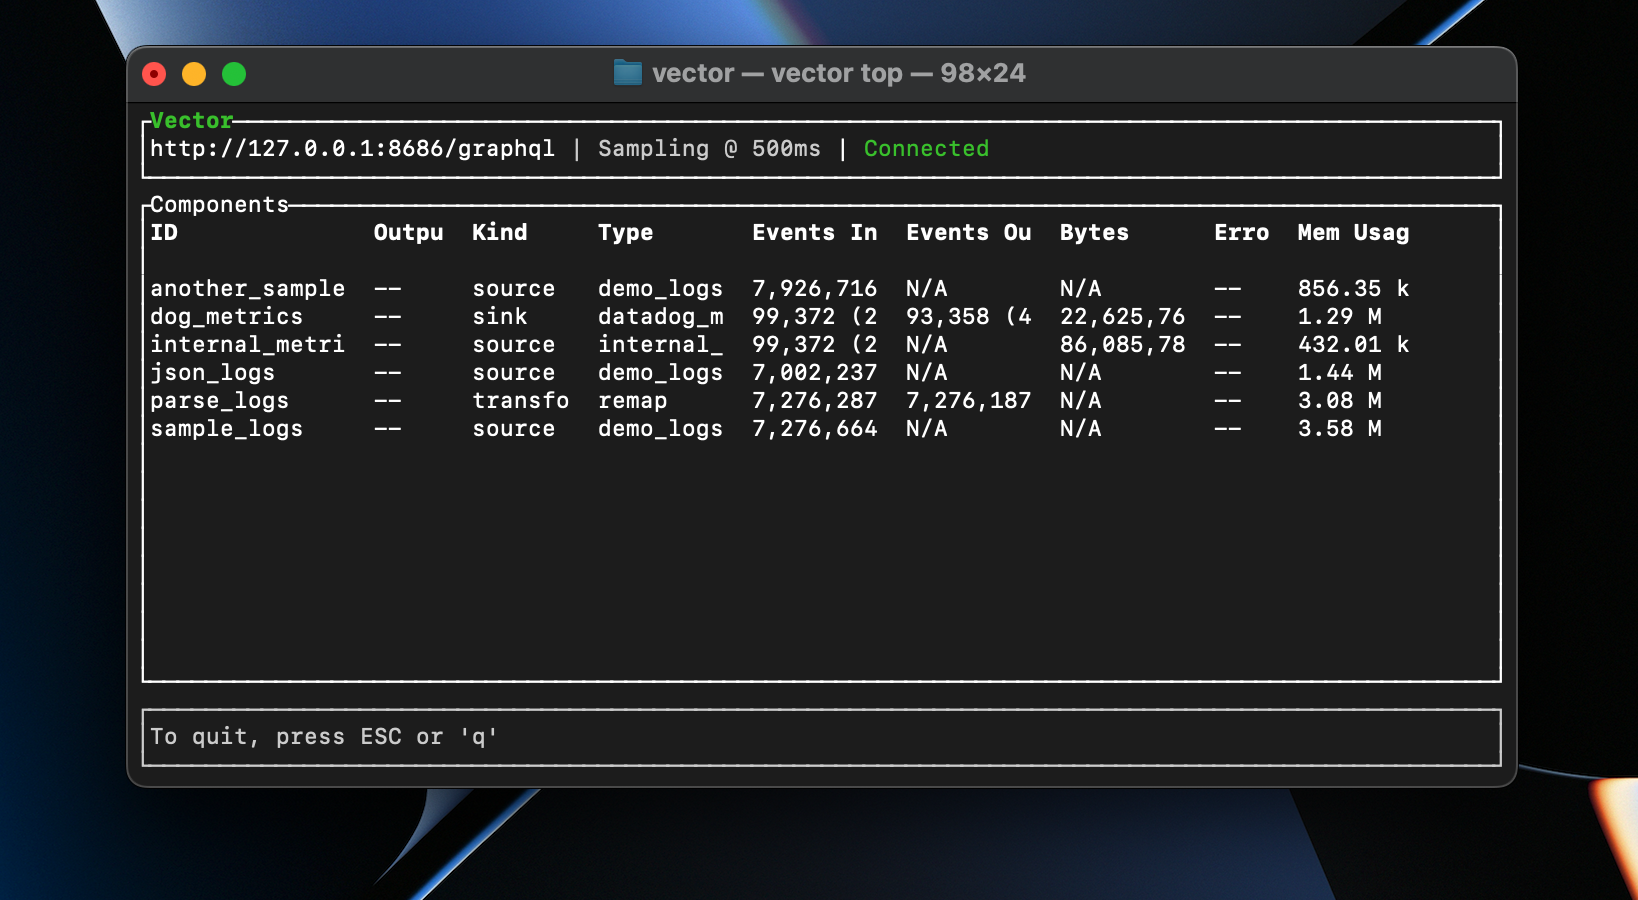 vector — vector top — 98×24
Vector
http://127.0.0.1:8686/graphql | Sampling @ 500ms | Connected
Components
ID Outpu Kind Type Events In Events Ou Bytes Erro Mem Usag
another_sample -- source demo_logs 7,926,716 N/A N/A -- 856.35 k
dog_metrics -- sink datadog_m 99,372 (2 93,358 (4 22,625,76 -- 1.29 M
internal_metri -- source internal_ 99,372 (2 N/A 86,085,78 -- 432.01 k
json_logs -- source demo_logs 7,002,237 N/A N/A -- 1.44 M
parse_logs -- transfo remap 7,276,287 7,276,187 N/A -- 3.08 M
sample_logs -- source demo_logs 7,276,664 N/A N/A -- 3.58 M
To quit, press ESC or 'q'